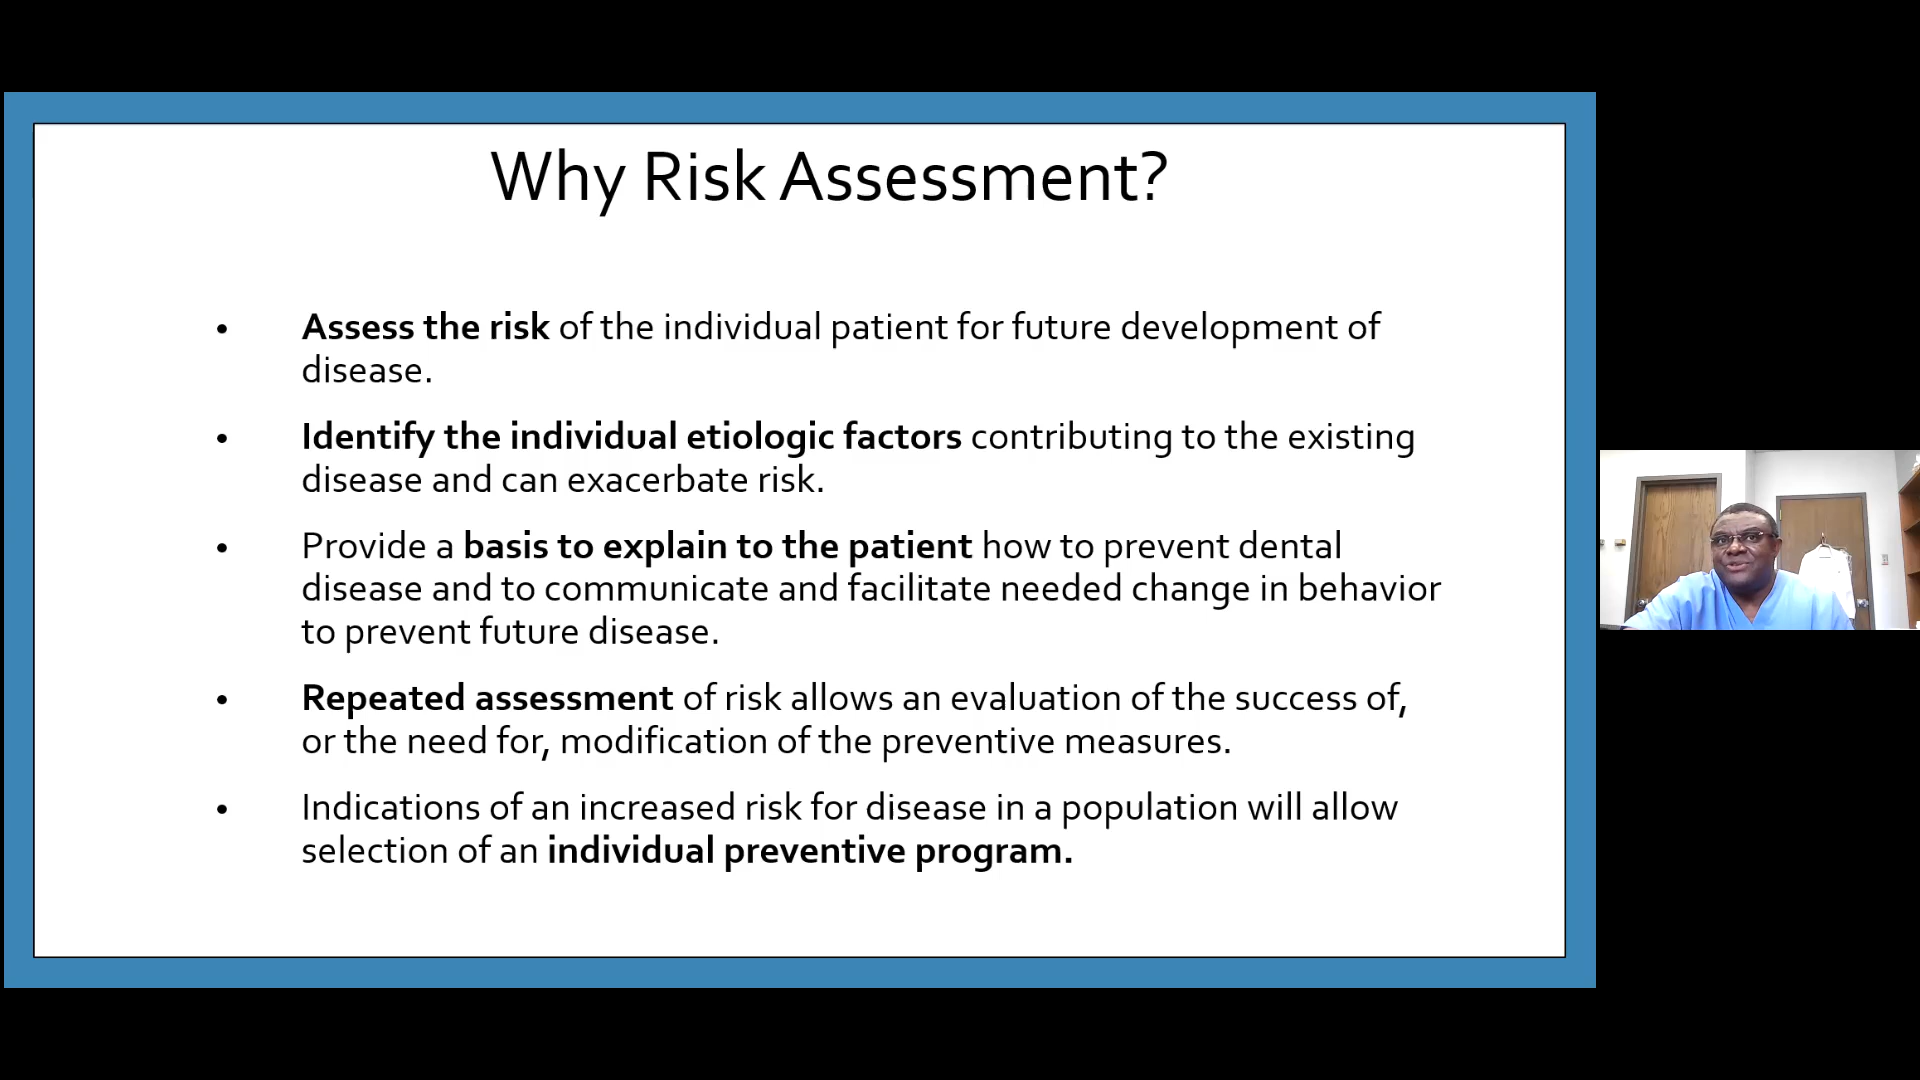 Why Risk Assessment?
• Assess the risk of the individual patient for future development of
disease.
• Identify the individual etiologic factors contributing to the existing
disease and can exacerbate risk.
• Provide a basis to explain to the patient how to prevent dental
disease and to communicate and facilitate needed change in behavior
to prevent future disease.
• Repeated assessment of risk allows an evaluation of the success of,
or the need for, modification of the preventive measures.
• Indications of an increased risk for disease in a population will allow
selection of an individual preventive program.